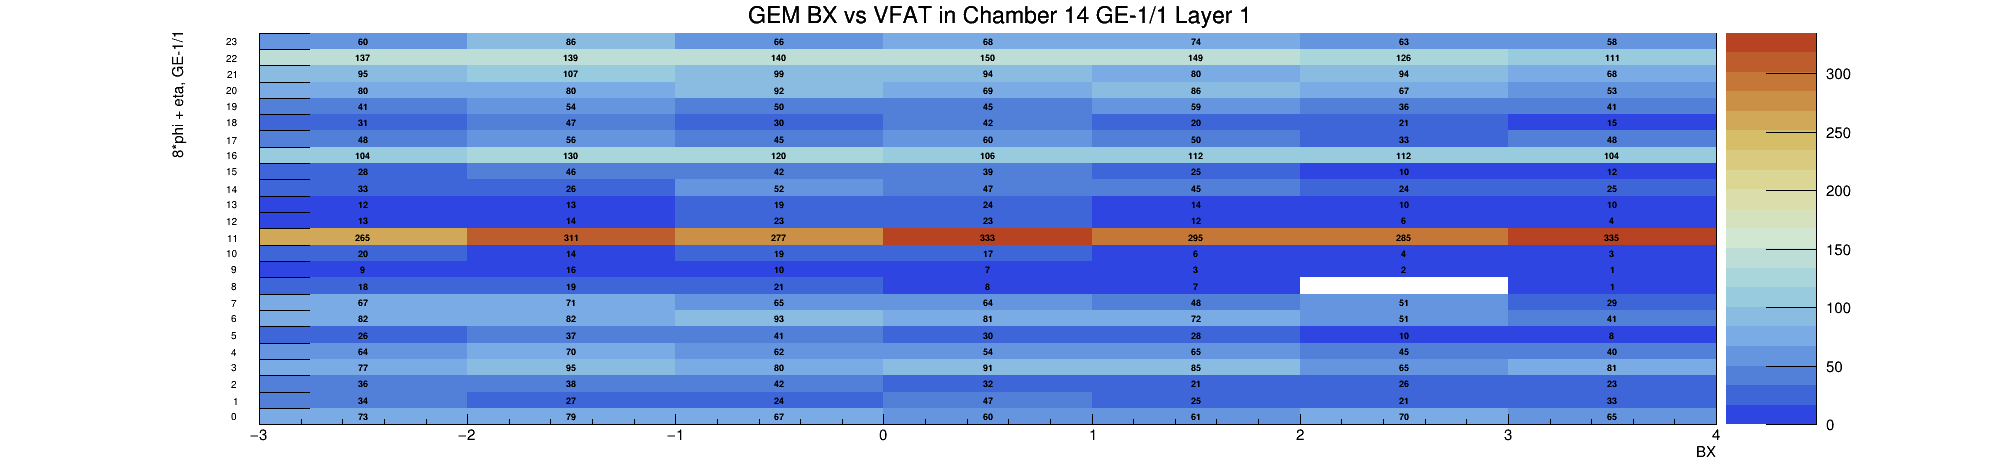 GEM BX vs VFAT in Chamber 14 GE-1/1 Layer 1
8*phi + eta, GE-1/1
23 60 86 66 68 74 63 58
22 137 139 140 150 149 126 111
21 95 107 99 94 80 94 68
20 80 80 92 69 86 67 53
19 41 54 50 45 59 36 41
18 31 47 30 42 20 21 15
17 48 56 45 60 50 33 48
16 104 130 120 106 112 112 104
15 28 46 42 39 25 10 12
14 33 26 52 47 45 24 25
13 12 13 19 24 14 10 10
12 13 14 23 23 12 6 4
11 265 311 277 333 295 285 335
10 20 14 19 17 6 4 3
9 9 16 10 7 3 2 1
8 18 19 21 8 7 1
7 67 71 65 64 48 51 29
6 82 82 93 81 72 51 41
5 26 37 41 30 28 10 8
4 64 70 62 54 65 45 40
3 77 95 80 91 85 65 81
2 36 38 42 32 21 26 23
1 34 27 24 47 25 21 33
0 73 79 67 60 61 70 65
−3 −2 −1 0 1 2 3 4
BX
300
250
200
150
100
50
0